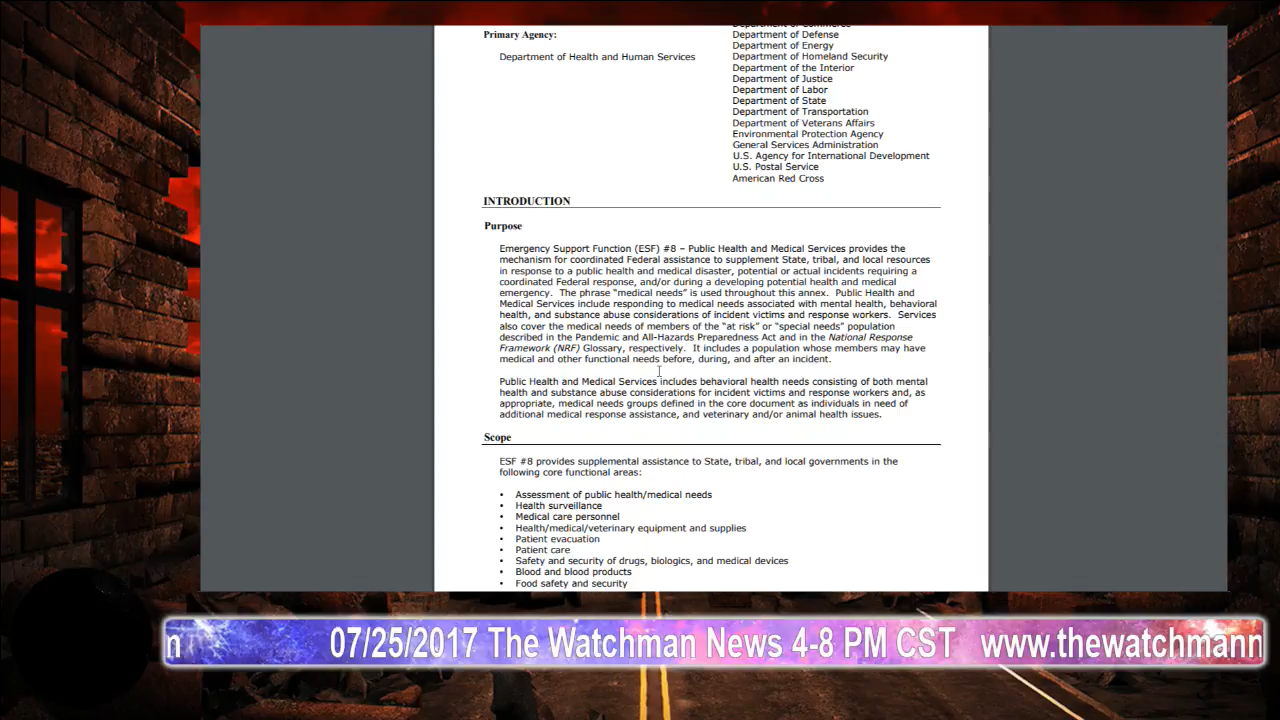 Primary Agency:
Department of Health and Human Services
Department of Commerce
Department of Defense
Department of Energy
Department of Homeland Security
Department of the Interior
Department of Justice
Department of Labor
Department of State
Department of Transportation
Department of Veterans Affairs
Environmental Protection Agency
General Services Administration
U.S. Agency for International Development
U.S. Postal Service
American Red Cross
INTRODUCTION
Purpose
Emergency Support Function (ESF) #8 – Public Health and Medical Services provides the
mechanism for coordinated Federal assistance to supplement State, tribal, and local resources
in response to a public health and medical disaster, potential or actual incidents requiring a
coordinated Federal response, and/or during a developing potential health and medical
emergency. The phrase “medical needs” is used throughout this annex. Public Health and
Medical Services include responding to medical needs associated with mental health, behavioral
health, and substance abuse considerations of incident victims and response workers. Services
also cover the medical needs of members of the “at risk” or “special needs” population
described in the Pandemic and All-Hazards Preparedness Act and in the National Response
Framework (NRF) Glossary, respectively. It includes a population whose members may have
medical and other functional needs before, during, and after an incident.
Public Health and Medical Services includes behavioral health needs consisting of both mental
health and substance abuse considerations for incident victims and response workers and, as
appropriate, medical needs groups defined in the core document as individuals in need of
additional medical response assistance, and veterinary and/or animal health issues.
Scope
ESF #8 provides supplemental assistance to State, tribal, and local governments in the
following core functional areas:
• Assessment of public health/medical needs
• Health surveillance
• Medical care personnel
• Health/medical/veterinary equipment and supplies
• Patient evacuation
• Patient care
• Safety and security of drugs, biologics, and medical devices
• Blood and blood products
• Food safety and security
n 07/25/2017 The Watchman News 4-8 PM CST www.thewatchmann